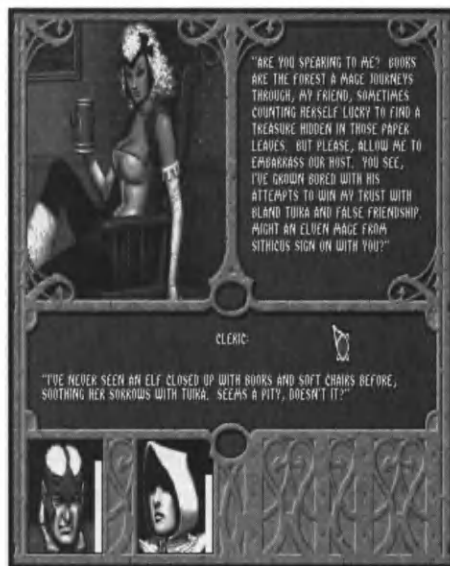 "ARE YOU SPEAKING TO ME? BOOKS
ARE THE FOREST A MAGE JOURNEYS
THROUGH, MY FRIEND, SOMETIMES
COUNTING HERSELF LUCKY TO FIND A
TREASURE HIDDEN IN THOSE PAPER
LEAVES. BUT PLEASE, ALLOW ME TO
EMBARRASS OUR HOST. YOU SEE,
I'VE GROWN BORED WITH HIS
ATTEMPTS TO WIN MY TRUST WITH
BLAND TUIKA AND FALSE FRIENDSHIP.
MIGHT AN ELVEN MAGE FROM
SITHICUS SIGN ON WITH YOU?"
CLERIC:
"I'VE NEVER SEEN AN ELF CLOSED UP WITH BOOKS AND SOFT CHAIRS BEFORE,
SOOTHING HER SORROWS WITH TUIKA. SEEMS A PITY, DOESN'T IT?"